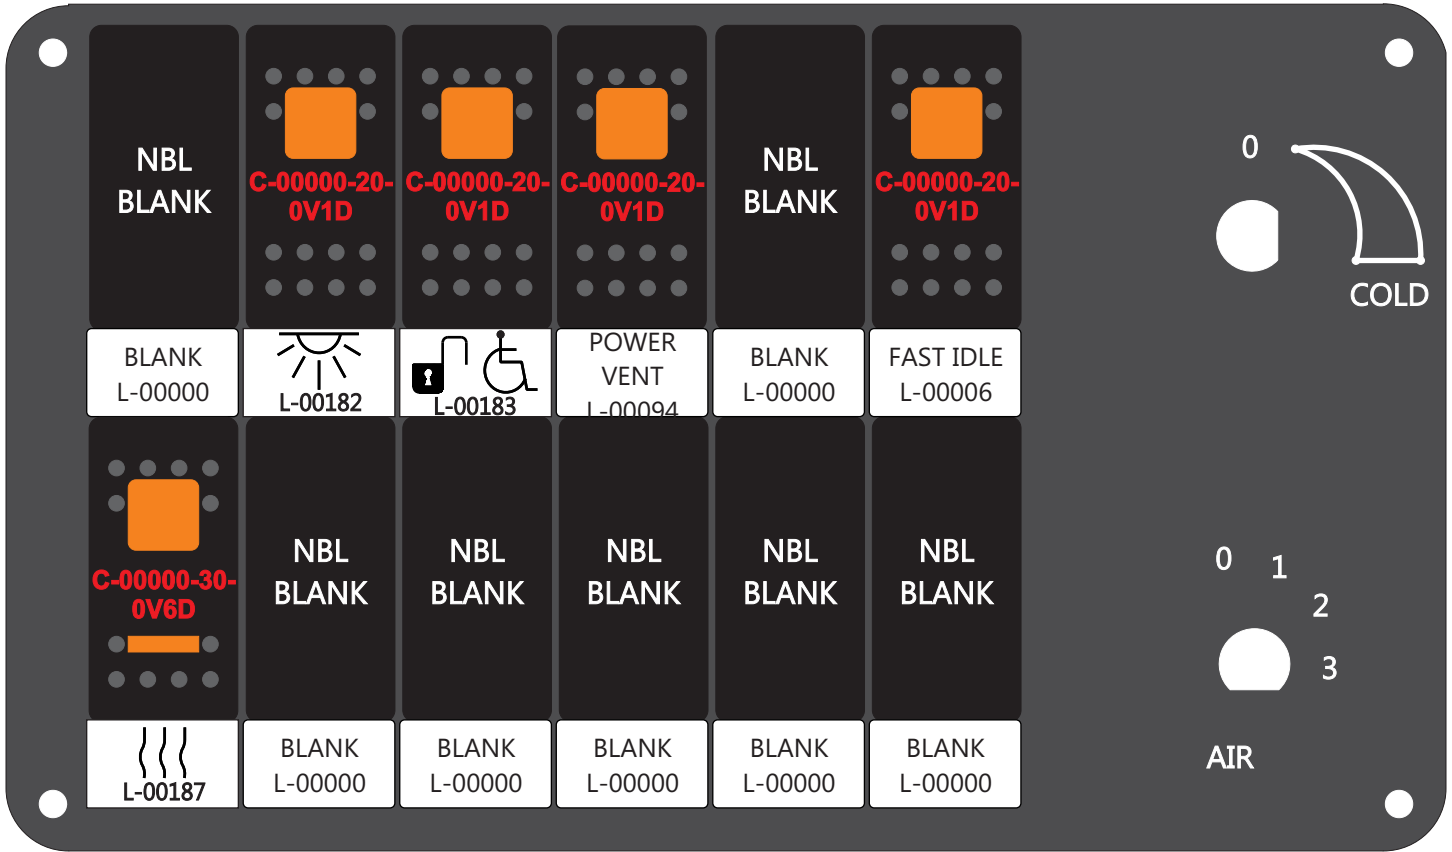 NBL
BLANK
C-00000-20-
0V1D
C-00000-20-
0V1D
C-00000-20-
0V1D
NBL
BLANK
C-00000-20-
0V1D
0
COLD
BLANK
L-00000
L-00182
L-00183
POWER
VENT
L-00094
BLANK
L-00000
FAST IDLE
L-00006
C-00000-30-
0V6D
NBL
BLANK
NBL
BLANK
NBL
BLANK
NBL
BLANK
NBL
BLANK
0
1
2
3
AIR
L-00187
BLANK
L-00000
BLANK
L-00000
BLANK
L-00000
BLANK
L-00000
BLANK
L-00000